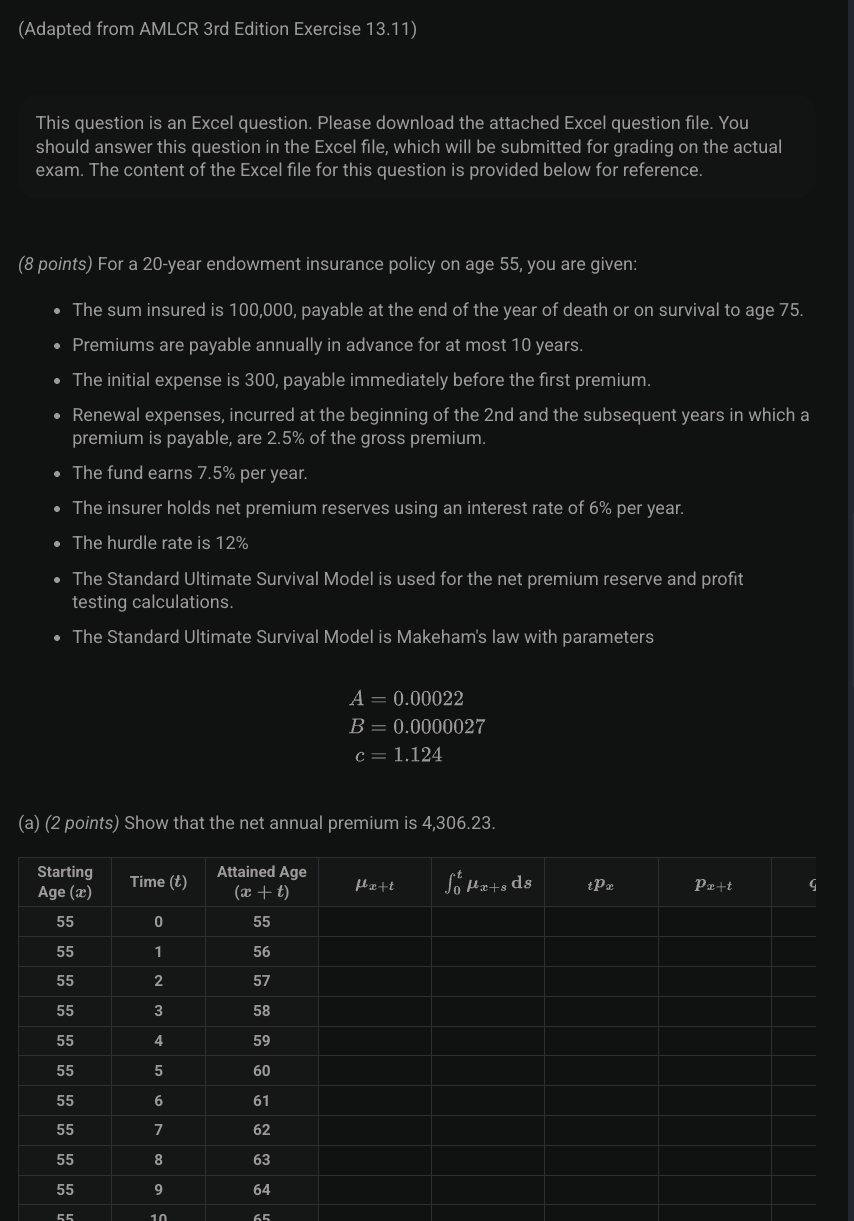 (Adapted from AMLCR 3rd Edition Exercise 13.11)
This question is an Excel question. Please download the attached Excel question file. You
should answer this question in the Excel file, which will be submitted for grading on the actual
exam. The content of the Excel file for this question is provided below for reference.
(8 points) For a 20-year endowment insurance policy on age 55, you are given:
• The sum insured is 100,000, payable at the end of the year of death or on survival to age 75.
• Premiums are payable annually in advance for at most 10 years.
• The initial expense is 300, payable immediately before the first premium.
• Renewal expenses, incurred at the beginning of the 2nd and the subsequent years in which a
premium is payable, are 2.5% of the gross premium.
• The fund earns 7.5% per year.
• The insurer holds net premium reserves using an interest rate of 6% per year.
• The hurdle rate is 12%
• The Standard Ultimate Survival Model is used for the net premium reserve and profit
testing calculations.
• The Standard Ultimate Survival Model is Makeham's law with parameters
A = 0.00022
B = 0.0000027
c = 1.124
(a) (2 points) Show that the net annual premium is 4,306.23.
Starting Age (x) Time (t) Attained Age (x + t) μ_{x+t} ∫_0^t μ_{x+s} ds _tp_x p_{x+t}
55 0 55
55 1 56
55 2 57
55 3 58
55 4 59
55 5 60
55 6 61
55 7 62
55 8 63
55 9 64
55 10 65